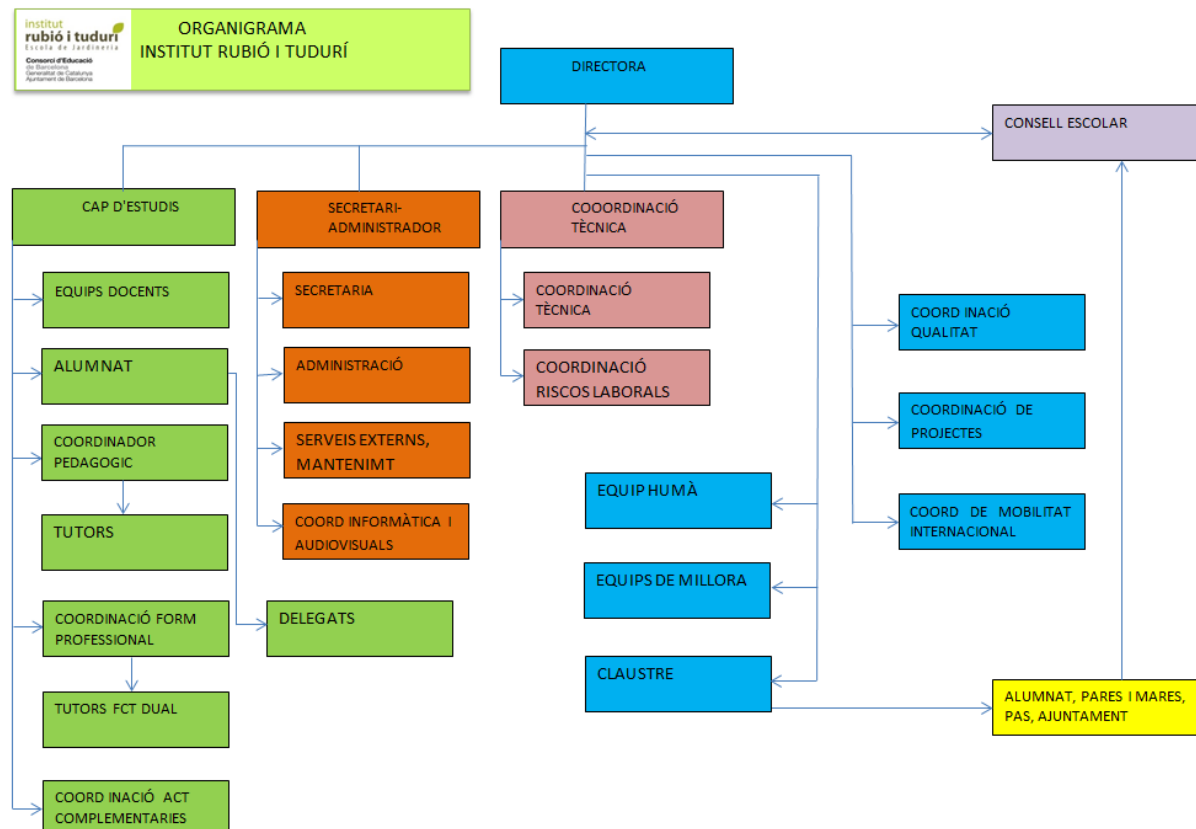 institut
rubió i tudurí
Escola de Jardineria
Consorci d'Educació
de Barcelona
Generalitat de Catalunya
Ajuntament de Barcelona
ORGANIGRAMA
INSTITUT RUBIÓ I TUDURÍ
DIRECTORA
CONSELL ESCOLAR
CAP D'ESTUDIS
SECRETARI-
ADMINISTRADOR
COOORDINACIÓ
TÈCNICA
EQUIPS DOCENTS
SECRETARIA
COORDINACIÓ
TÈCNICA
COORD INACIÓ
QUALITAT
ALUMNAT
ADMINISTRACIÓ
COORDINACIÓ
RISCOS LABORALS
COORDINACIÓ DE
PROJECTES
COORDINADOR
PEDAGOGIC
SERVEIS EXTERNS,
MANTENIMT
EQUIP HUMÀ
COORD DE MOBILITAT
INTERNACIONAL
TUTORS
COORD INFORMÀTICA I
AUDIOVISUALS
EQUIPS DE MILLORA
COORDINACIÓ FORM
PROFESSIONAL
DELEGATS
CLAUSTRE
ALUMNAT, PARES I MARES,
PAS, AJUNTAMENT
TUTORS FCT DUAL
COORD INACIÓ ACT
COMPLEMENTARIES